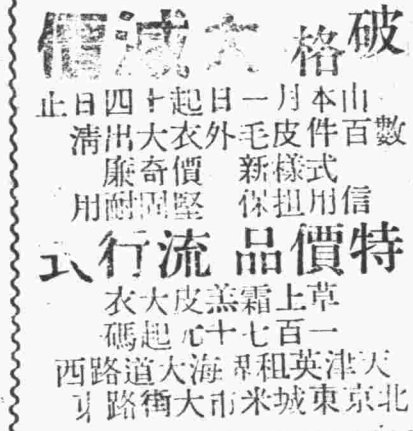 破格大減價
由本月一日起十四日止
數百件皮毛外衣大出清
式樣新 價奇廉
信用担保 堅固耐用
特價品 流行式
草上霜羔皮大衣
一百七十元起碼
天津英租界海大道路西
北京東城米市大街路東